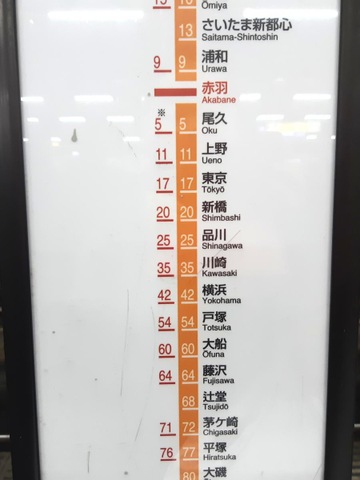 Ōmiya
13 さいたま新都心
Saitama-Shintoshin
9 9 浦和
Urawa
赤羽
Akabane
※
5 5 尾久
Oku
11 11 上野
Ueno
17 17 東京
Tōkyō
20 20 新橋
Shimbashi
25 25 品川
Shinagawa
35 35 川崎
Kawasaki
42 42 横浜
Yokohama
54 54 戸塚
Totsuka
60 60 大船
Ōfuna
64 64 藤沢
Fujisawa
68 辻堂
Tsujidō
71 72 茅ケ崎
Chigasaki
76 77 平塚
Hiratsuka
80 大磯